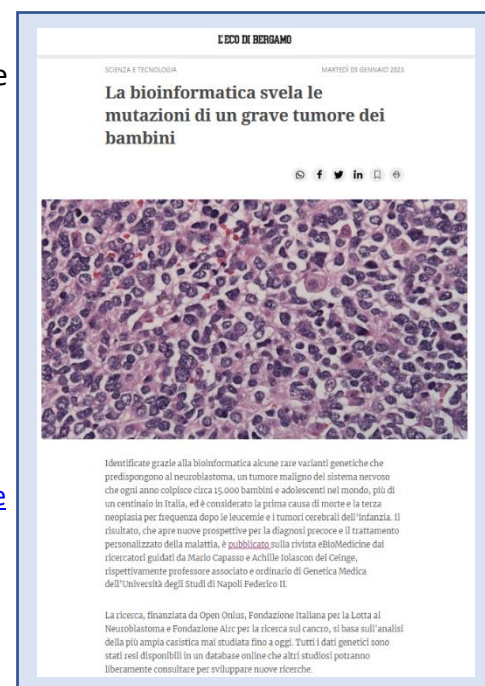 e
e
L'ECO DI BERGAMO
SCIENZA E TECNOLOGIA
MARTEDÌ 03 GENNAIO 2023
La bioinformatica svela le
mutazioni di un grave tumore dei
bambini
Identificate grazie alla bioinformatica alcune rare varianti genetiche che
predispongono al neuroblastoma, un tumore maligno del sistema nervoso
che ogni anno colpisce circa 15.000 bambini e adolescenti nel mondo, più di
un centinaio in Italia, ed è considerato la prima causa di morte e la terza
neoplasia per frequenza dopo le leucemie e i tumori cerebrali dell'infanzia. Il
risultato, che apre nuove prospettive per la diagnosi precoce e il trattamento
personalizzato della malattia, è pubblicato sulla rivista eBioMedicine dai
ricercatori guidati da Mario Capasso e Achille Iolascon del Ceinge,
rispettivamente professore associato e ordinario di Genetica Medica
dell'Università degli Studi di Napoli Federico II.
La ricerca, finanziata da Open Onlus, Fondazione Italiana per la Lotta al
Neuroblastoma e Fondazione Airc per la ricerca sul cancro, si basa sull'analisi
della più ampia casistica mai studiata fino a oggi. Tutti i dati genetici sono
stati resi disponibili in un database online che altri studiosi potranno
liberamente consultare per sviluppare nuove ricerche.